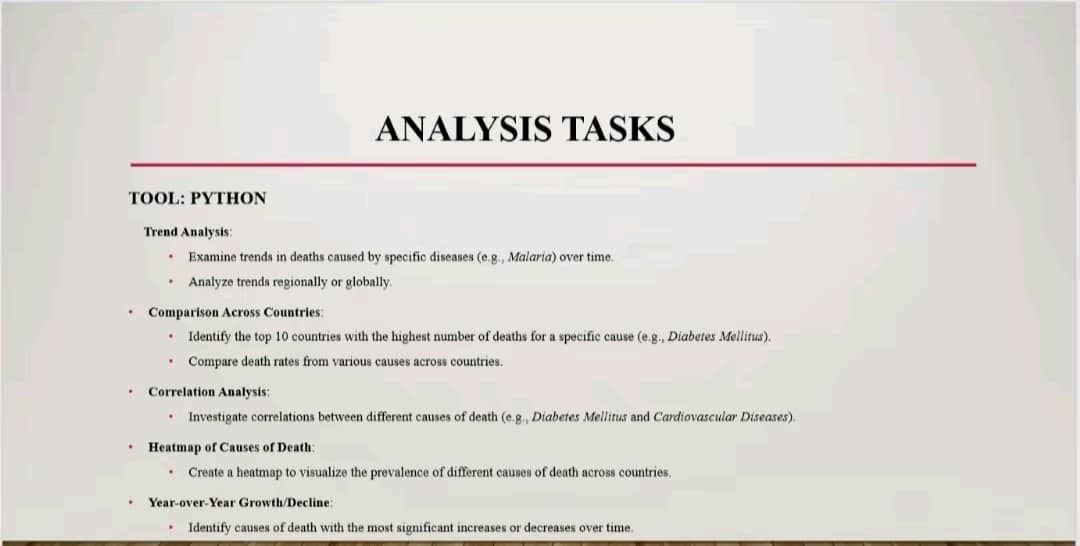 ANALYSIS TASKS
TOOL: PYTHON
Trend Analysis:
• Examine trends in deaths caused by specific diseases (e.g., Malaria) over time.
• Analyze trends regionally or globally.
• Comparison Across Countries:
• Identify the top 10 countries with the highest number of deaths for a specific cause (e.g., Diabetes Mellitus).
• Compare death rates from various causes across countries.
• Correlation Analysis:
• Investigate correlations between different causes of death (e.g., Diabetes Mellitus and Cardiovascular Diseases).
• Heatmap of Causes of Death:
• Create a heatmap to visualize the prevalence of different causes of death across countries.
• Year-over-Year Growth/Decline:
• Identify causes of death with the most significant increases or decreases over time.